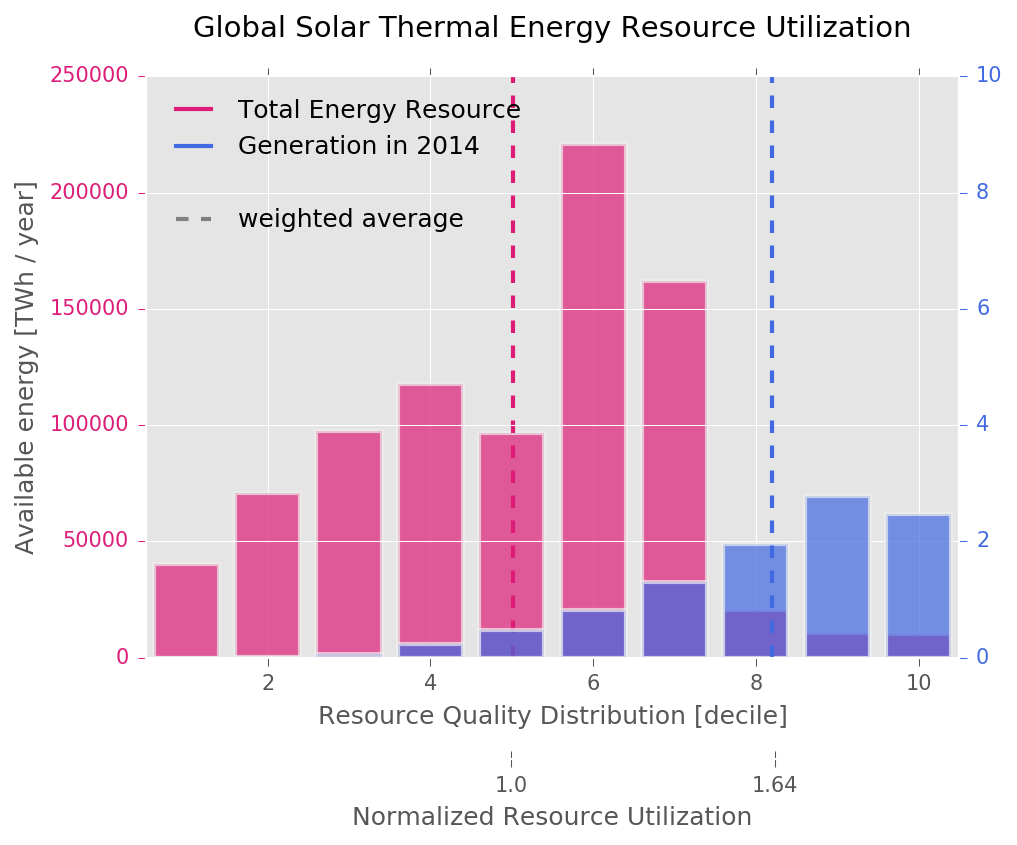 Global Solar Thermal Energy Resource Utilization
250000
200000
150000
100000
50000
0
Available energy [TWh / year]
Total Energy Resource
Generation in 2014
weighted average
10
8
6
4
2
0
2 4 6 8 10
Resource Quality Distribution [decile]
1.0 1.64
Normalized Resource Utilization